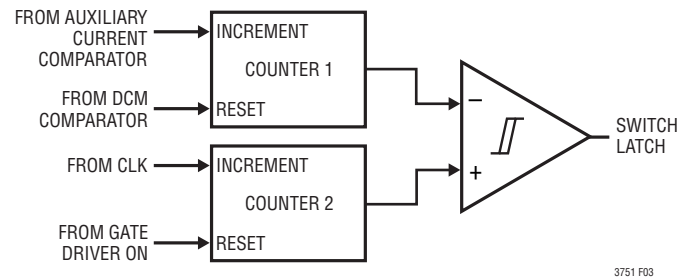 FROM AUXILIARY
CURRENT
COMPARATOR
INCREMENT
COUNTER 1
FROM DCM
COMPARATOR
RESET
FROM CLK
INCREMENT
COUNTER 2
FROM GATE
DRIVER ON
RESET
−
+
SWITCH
LATCH
3751 F03